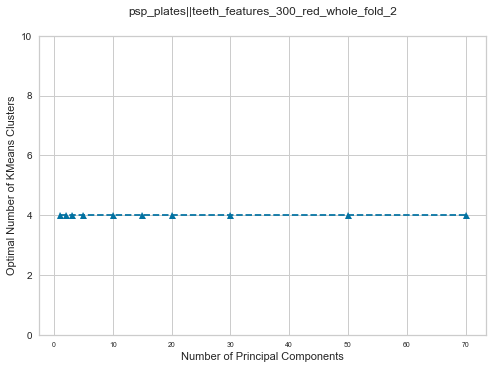 psp_plates||teeth_features_300_red_whole_fold_2
10
8
6
4
2
0
Optimal Number of KMeans Clusters
0 10 20 30 40 50 60 70
Number of Principal Components